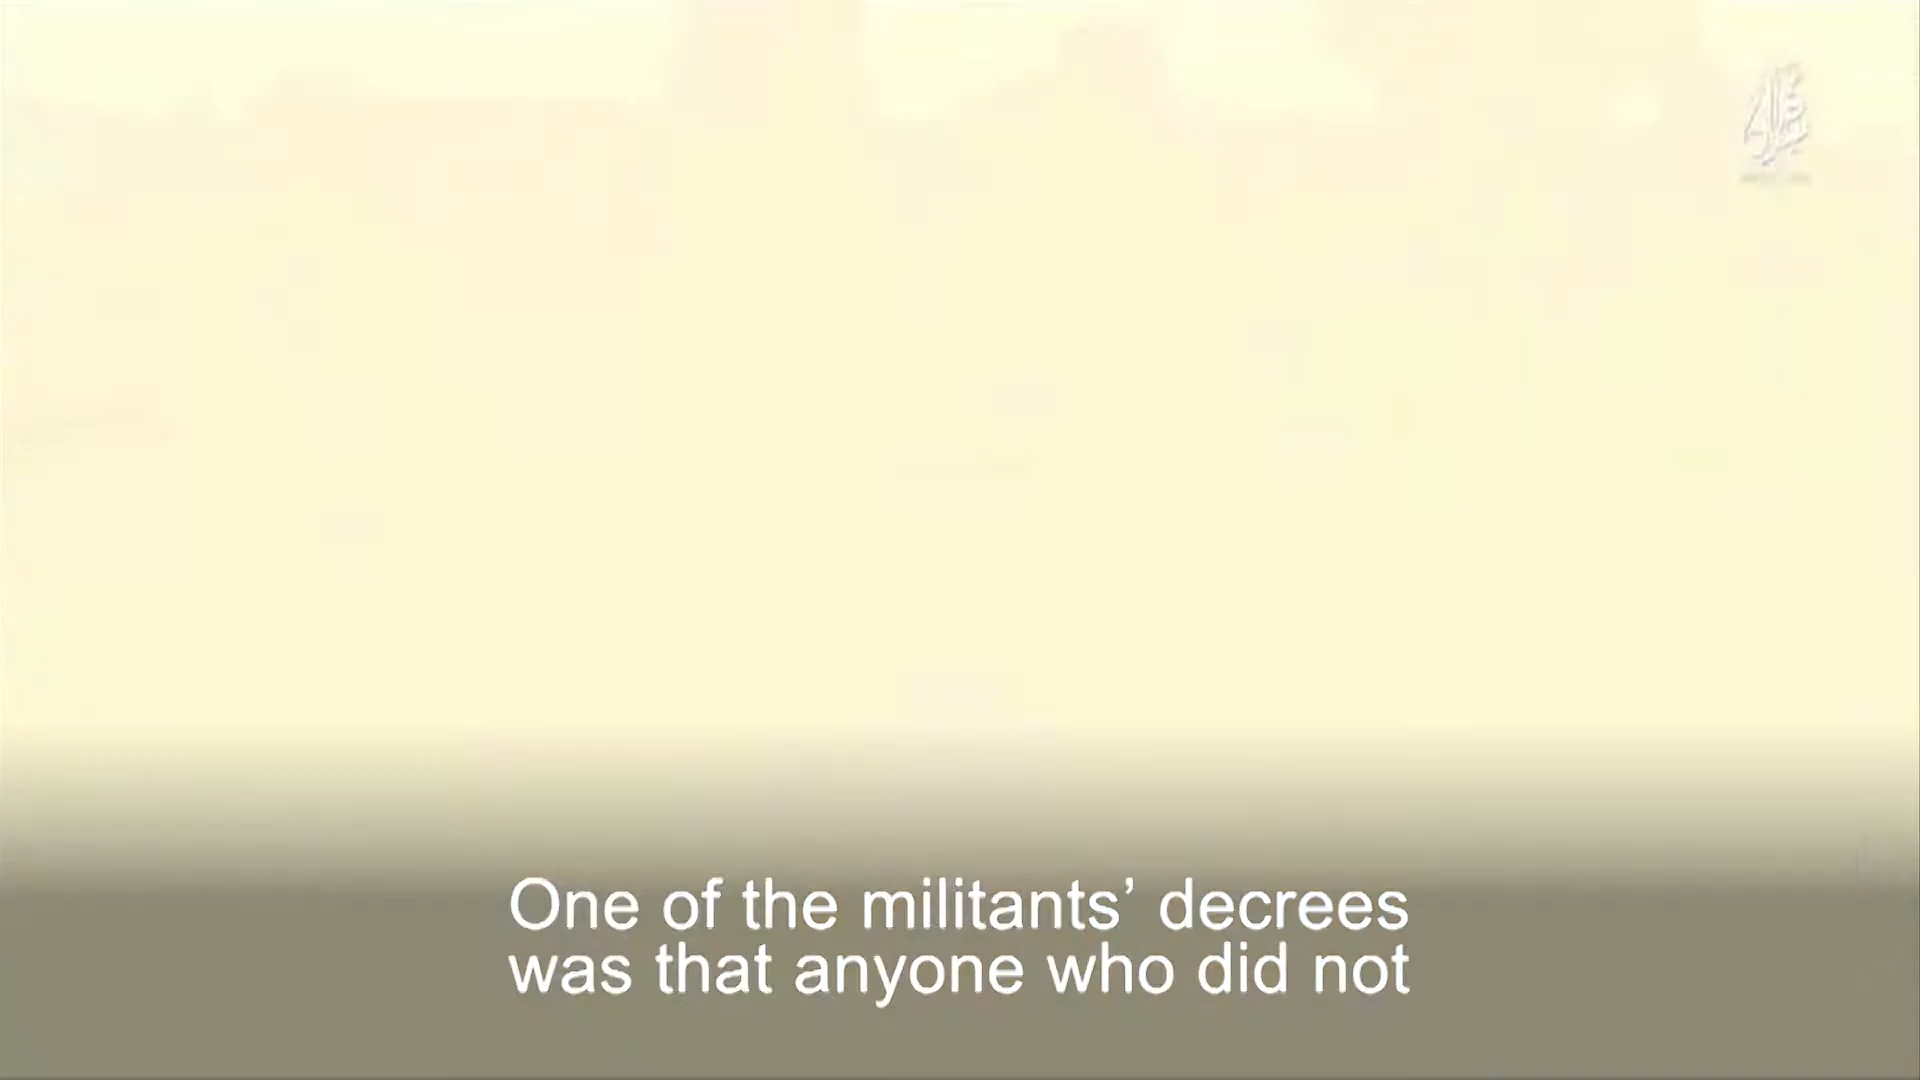 One of the militants’ decrees
was that anyone who did not